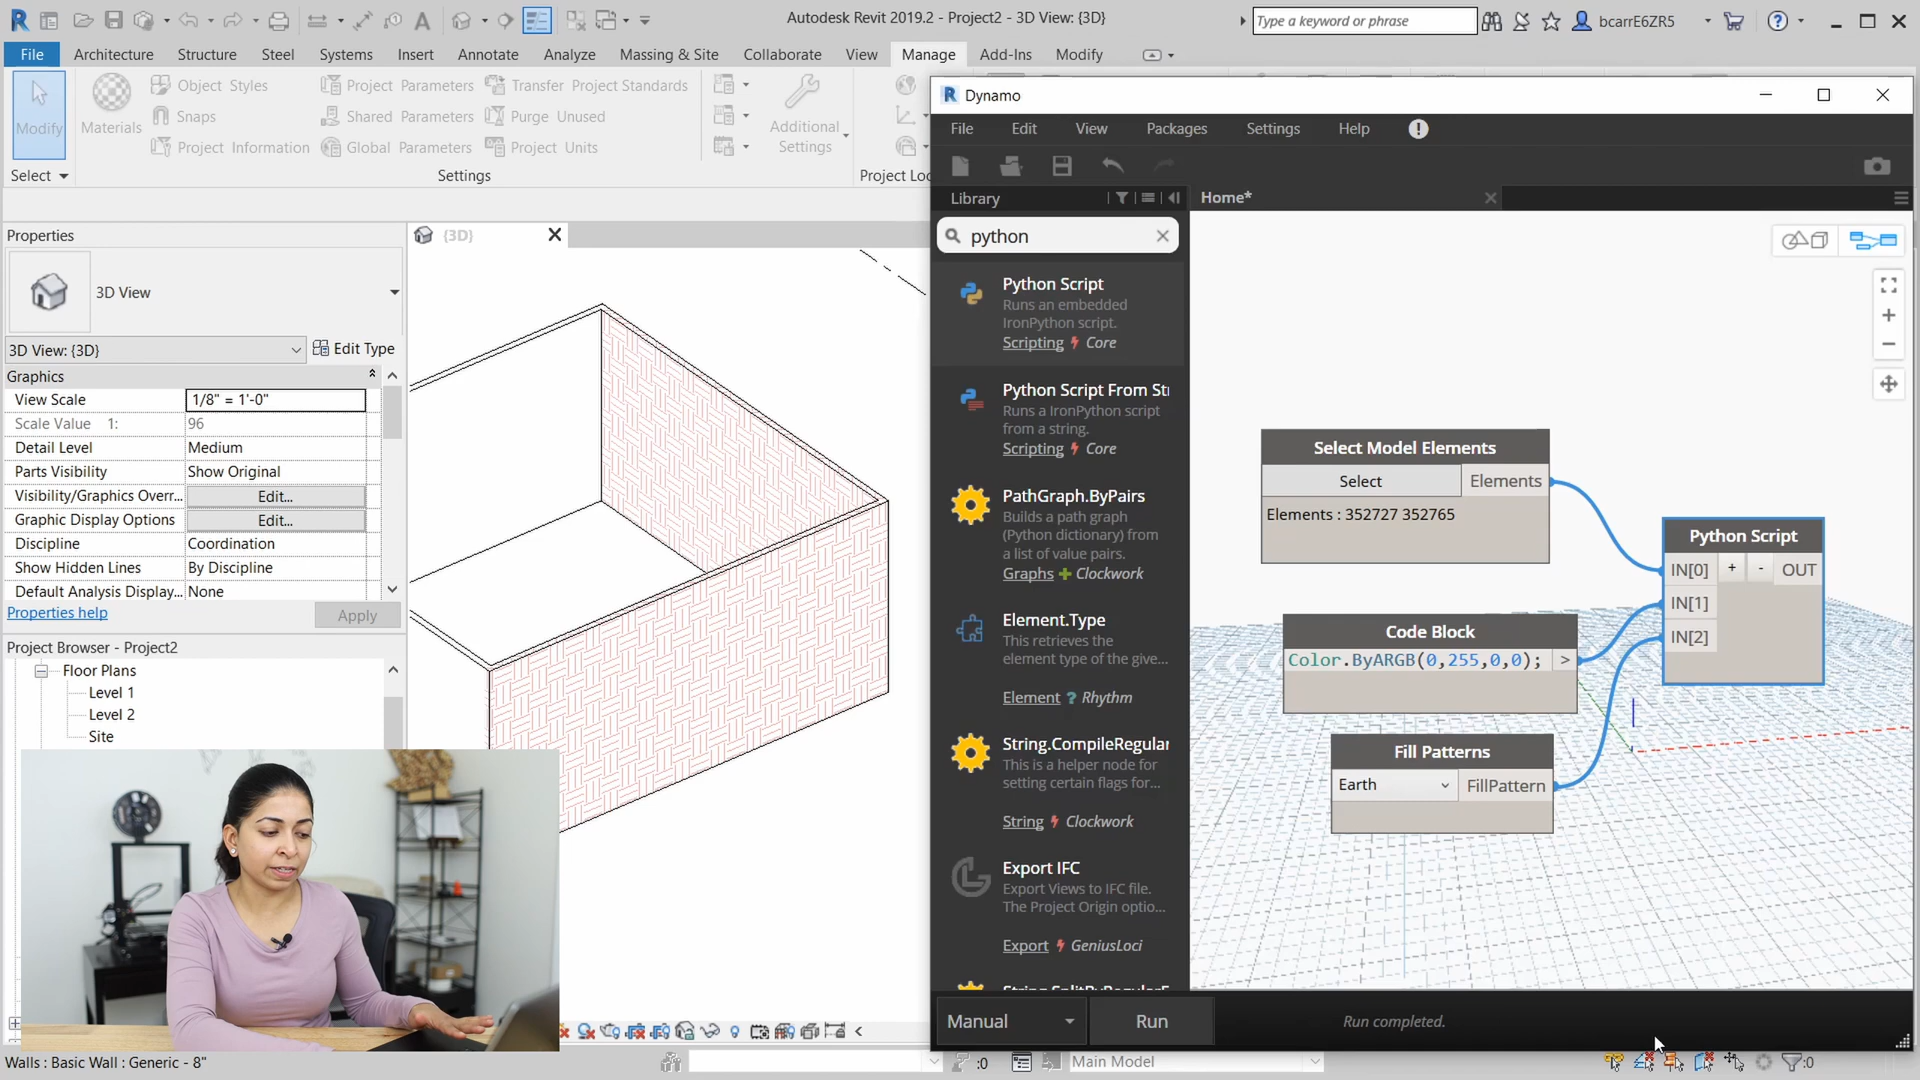 Autodesk Revit 2019.2 - Project2 - 3D View: {3D}
Type a keyword or phrase
bcarrE6ZR5
File Architecture Structure Steel Systems Insert Annotate Analyze Massing & Site Collaborate View Manage Add-Ins Modify
Modify
Materials
Object Styles
Snaps
Project Information
Project Parameters
Shared Parameters
Global Parameters
Transfer Project Standards
Purge Unused
Project Units
Additional
Settings
Select
Settings
Project Loc
Properties
3D View
3D View: {3D}
Edit Type
Graphics
View Scale 1/8" = 1'-0"
Scale Value 1: 96
Detail Level Medium
Parts Visibility Show Original
Visibility/Graphics Overr... Edit...
Graphic Display Options Edit...
Discipline Coordination
Show Hidden Lines By Discipline
Default Analysis Display... None
Properties help
Apply
Project Browser - Project2
Floor Plans
Level 1
Level 2
Site
{3D}
Dynamo
File Edit View Packages Settings Help
Library
Home*
python
Python Script
Runs an embedded
IronPython script.
Scripting Core
Python Script From Str
Runs a IronPython script
from a string.
Scripting Core
PathGraph.ByPairs
Builds a path graph
(Python dictionary) from
a list of value pairs.
Graphs Clockwork
Element.Type
This retrieves the
element type of the give...
Element ? Rhythm
String.CompileRegular
This is a helper node for
setting certain flags for...
String Clockwork
Export IFC
Export Views to IFC file.
The Project Origin optio...
Export GeniusLoci
Select Model Elements
Select Elements
Elements : 352727 352765
Code Block
Color.ByARGB(0,255,0,0); >
Fill Patterns
Earth FillPattern
Python Script
IN[0] + - OUT
IN[1]
IN[2]
Manual
Run
Run completed.
Walls : Basic Wall : Generic - 8"
:0
Main Model
:0